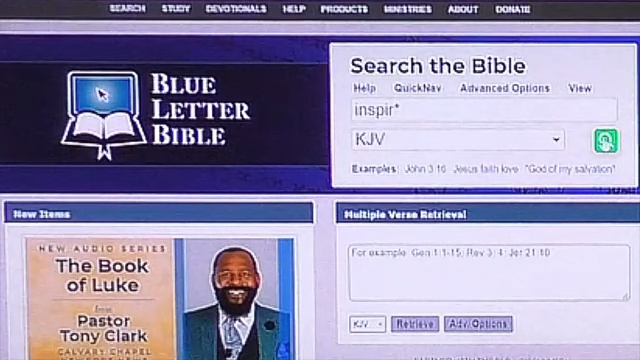 SEARCH STUDY DEVOTIONALS HELP PRODUCTS MINISTRIES ABOUT DONATE
BLUE
LETTER
BIBLE
Search the Bible
Help QuickNav Advanced Options View
inspir*
KJV
Examples: John 3:16 Jesus faith love "God of my salvation"
New Items
NEW AUDIO SERIES
The Book
of Luke
from
Pastor
Tony Clark
CALVARY CHAPEL
Multiple Verse Retrieval
For example: Gen 1:1-15; Rev 3; 4; Jer 21:10
KJV Retrieve Adv. Options